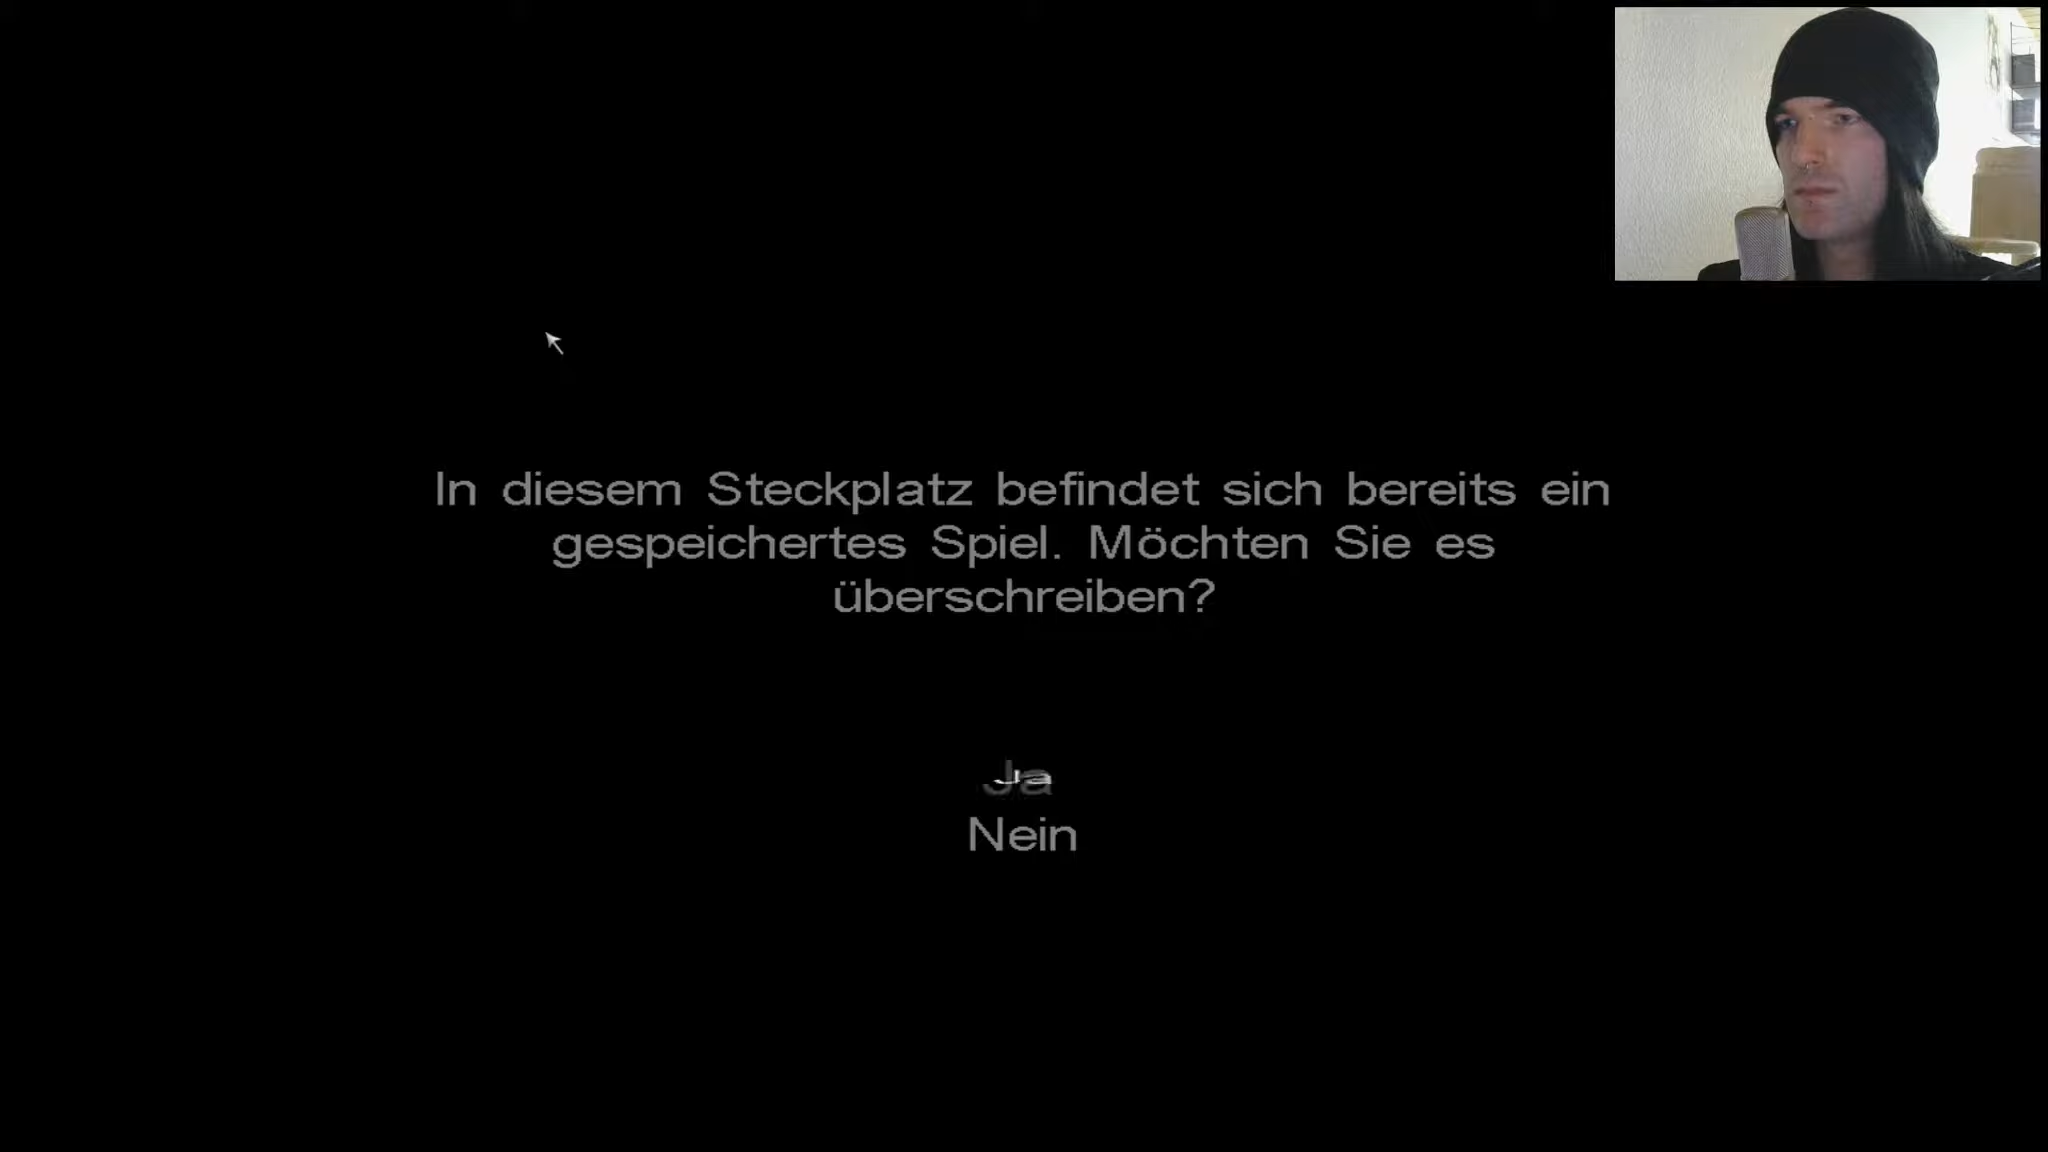 In diesem Steckplatz befindet sich bereits ein
gespeichertes Spiel. Möchten Sie es
überschreiben?
Ja
Nein